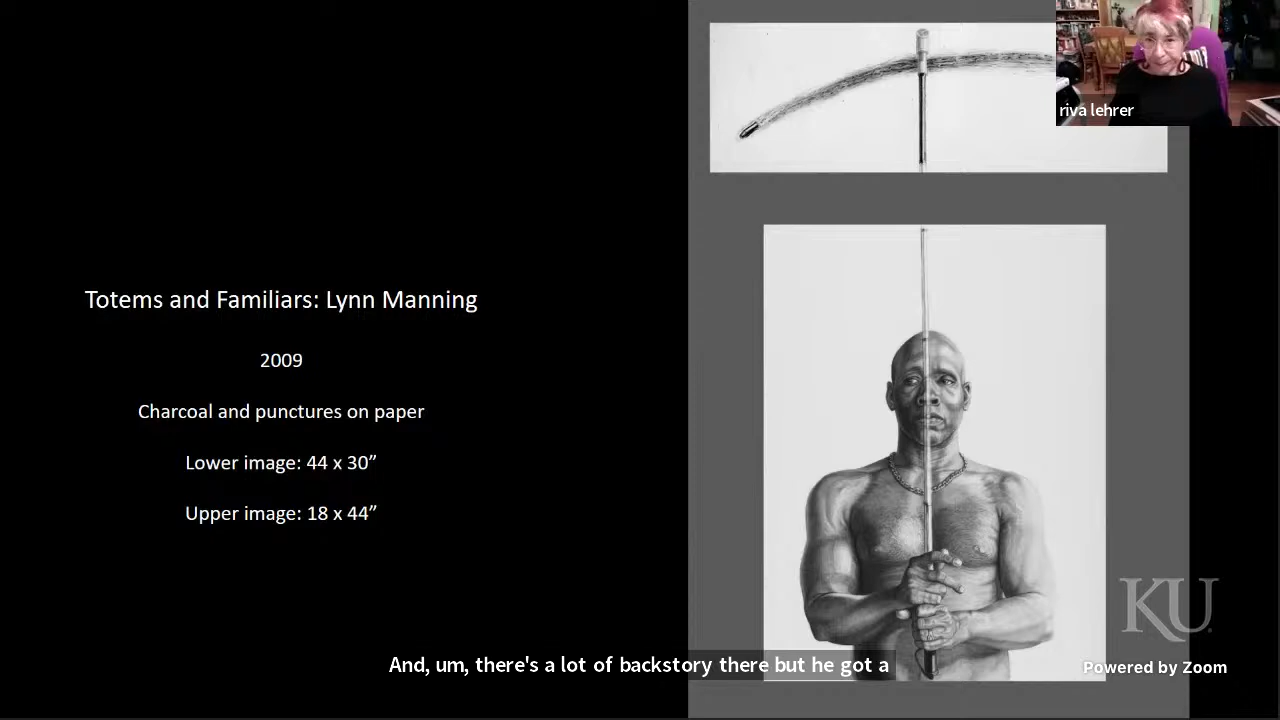 riva lehrer
Totems and Familiars: Lynn Manning
2009
Charcoal and punctures on paper
Lower image: 44 x 30”
Upper image: 18 x 44”
KU
And, um, there's a lot of backstory there but he got a
Powered by Zoom